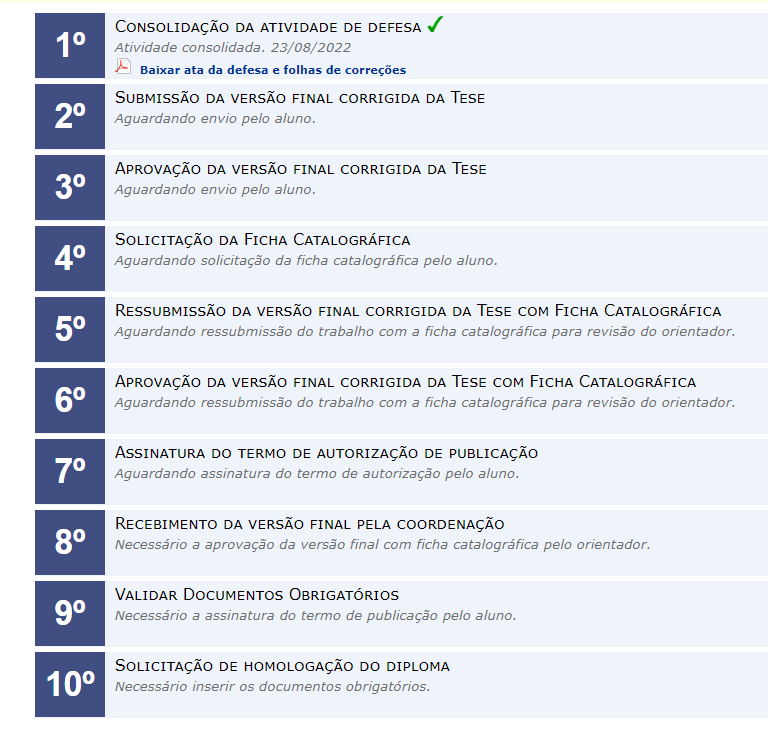 1º
Consolidação da atividade de defesa
Atividade consolidada. 23/08/2022
Baixar ata da defesa e folhas de correções
2º
Submissão da versão final corrigida da Tese
Aguardando envio pelo aluno.
3º
Aprovação da versão final corrigida da Tese
Aguardando envio pelo aluno.
4º
Solicitação da Ficha Catalográfica
Aguardando solicitação da ficha catalográfica pelo aluno.
5º
Ressubmissão da versão final corrigida da Tese com Ficha Catalográfica
Aguardando ressubmissão do trabalho com a ficha catalográfica para revisão do orientador.
6º
Aprovação da versão final corrigida da Tese com Ficha Catalográfica
Aguardando ressubmissão do trabalho com a ficha catalográfica para revisão do orientador.
7º
Assinatura do termo de autorização de publicação
Aguardando assinatura do termo de autorização pelo aluno.
8º
Recebimento da versão final pela coordenação
Necessário a aprovação da versão final com ficha catalográfica pelo orientador.
9º
Validar Documentos Obrigatórios
Necessário a assinatura do termo de publicação pelo aluno.
10º
Solicitação de homologação do diploma
Necessário inserir os documentos obrigatórios.